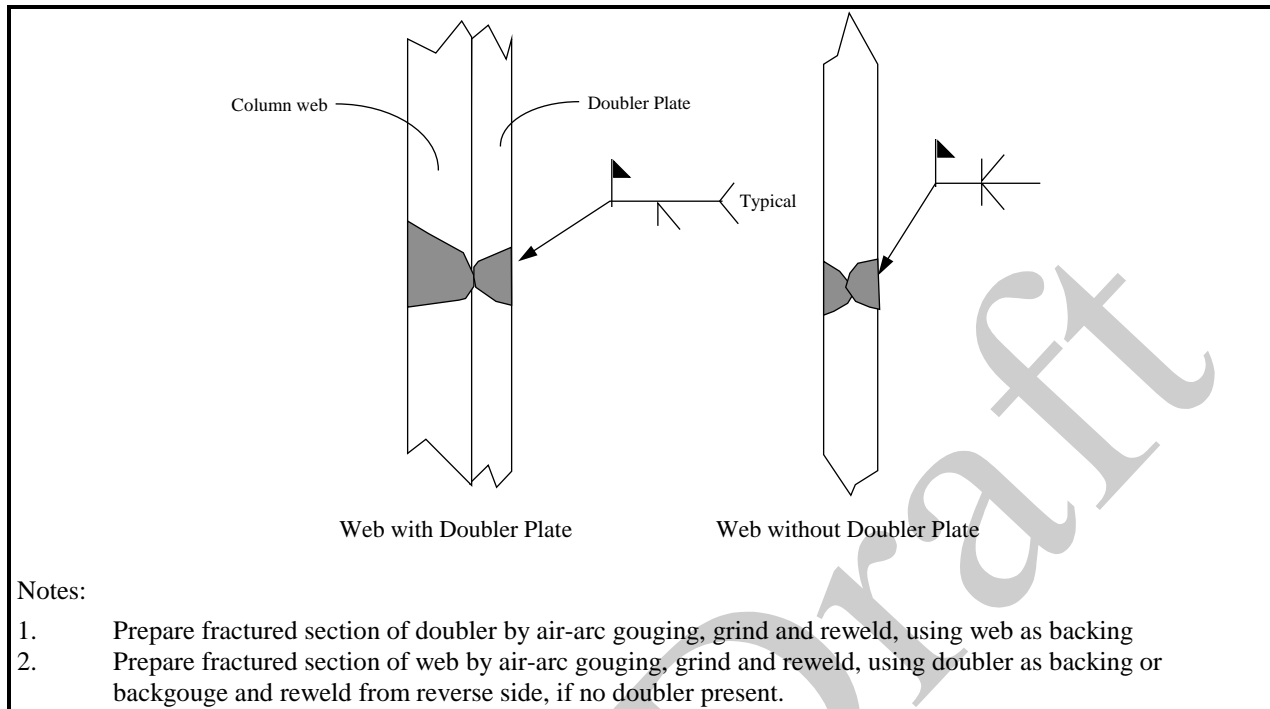 Column web
Doubler Plate
Typical
Web with Doubler Plate
Web without Doubler Plate
Notes:
1. Prepare fractured section of doubler by air-arc gouging, grind and reweld, using web as backing
2. Prepare fractured section of web by air-arc gouging, grind and reweld, using doubler as backing or
backgouge and reweld from reverse side, if no doubler present.
Draft